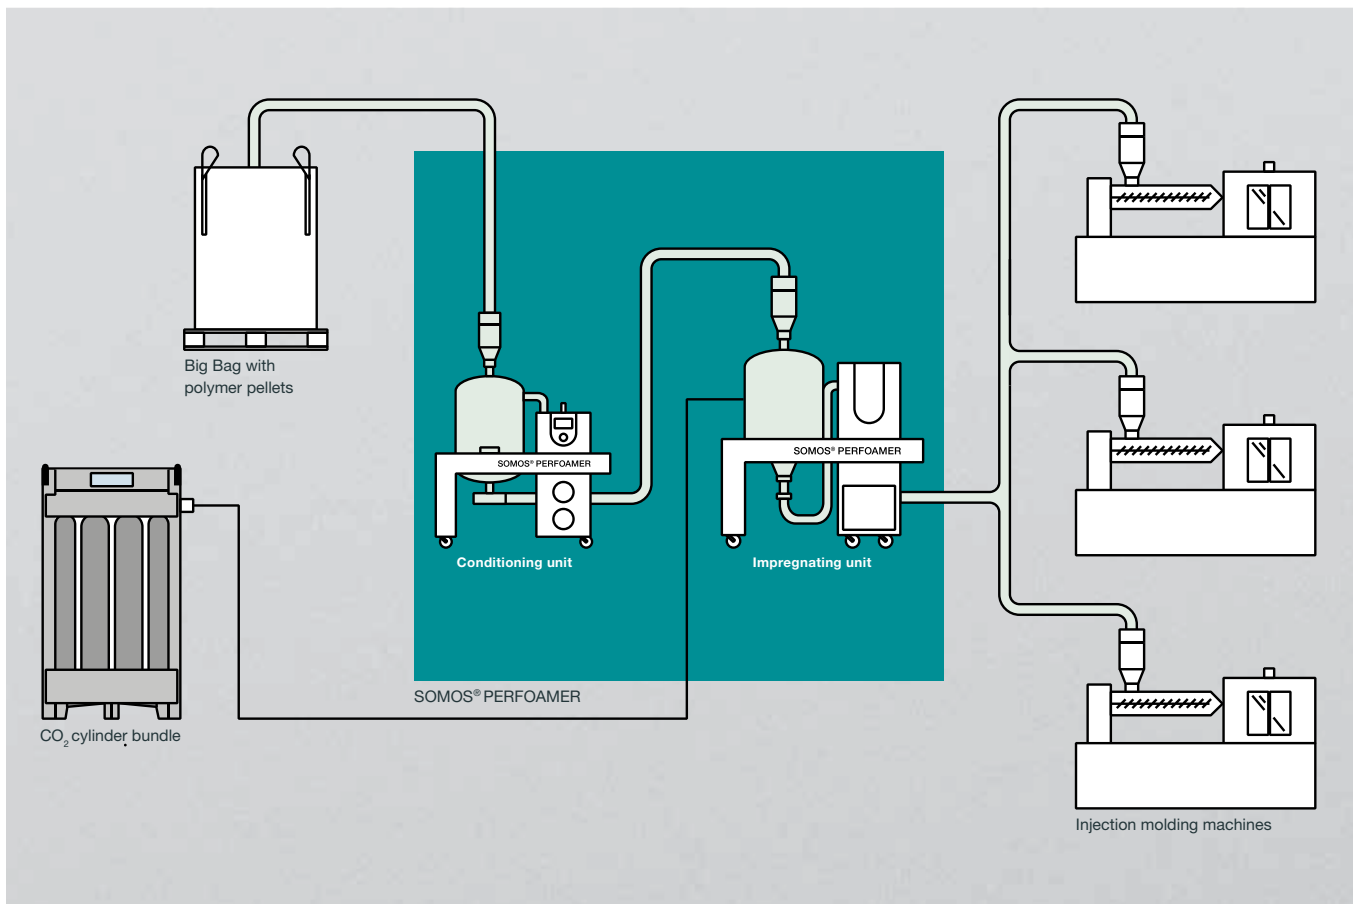 Big Bag with
polymer pellets
SOMOS® PERFOAMER
SOMOS® PERFOAMER
Conditioning unit
Impregnating unit
SOMOS® PERFOAMER
CO₂ cylinder bundle
Injection molding machines